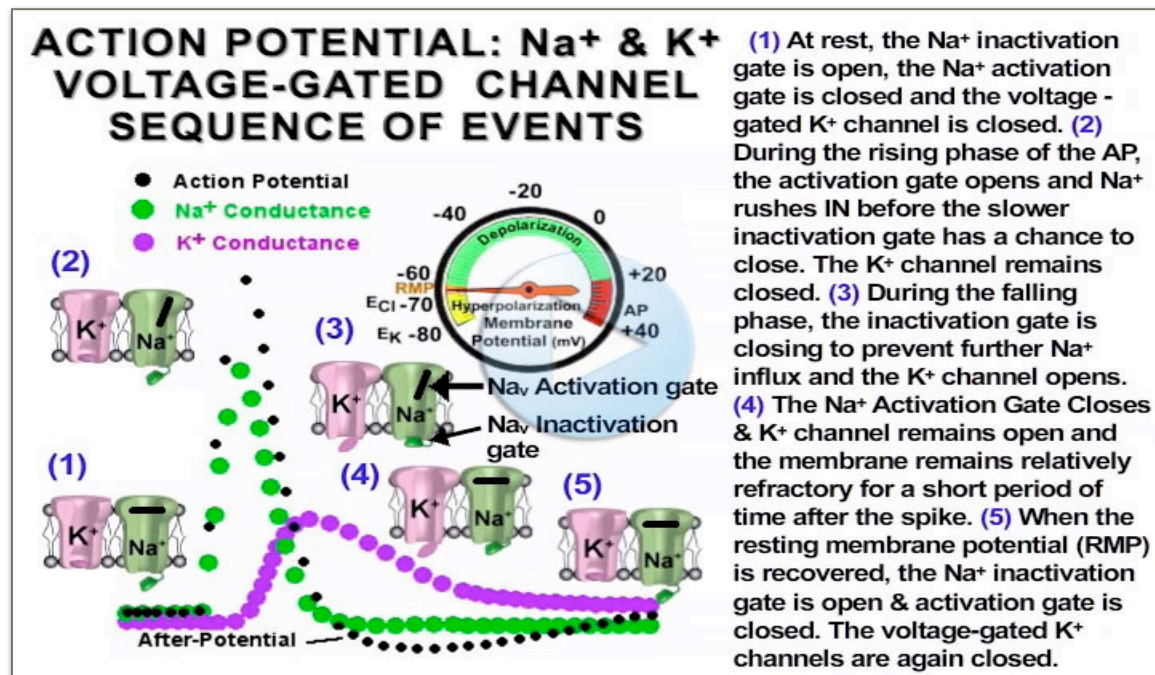 ACTION POTENTIAL: Na⁺ & K⁺
VOLTAGE-GATED CHANNEL
SEQUENCE OF EVENTS
Action Potential
Na⁺ Conductance
K⁺ Conductance
-20
-40
0
Depolarization
-60
+20
RMP
ECl -70
Hyperpolarization
AP
Membrane
EK -80
Potential (mV)
+40
(2)
K⁺
Na⁺
(3)
K⁺
Na⁺
Nav Activation gate
Nav Inactivation
gate
(1)
K⁺
Na⁺
(4)
K⁺
Na⁺
(5)
K⁺
Na⁺
After-Potential
(1) At rest, the Na⁺ inactivation
gate is open, the Na⁺ activation
gate is closed and the voltage -
gated K⁺ channel is closed. (2)
During the rising phase of the AP,
the activation gate opens and Na⁺
rushes IN before the slower
inactivation gate has a chance to
close. The K⁺ channel remains
closed. (3) During the falling
phase, the inactivation gate is
closing to prevent further Na⁺
influx and the K⁺ channel opens.
(4) The Na⁺ Activation Gate Closes
& K⁺ channel remains open and
the membrane remains relatively
refractory for a short period of
time after the spike. (5) When the
resting membrane potential (RMP)
is recovered, the Na⁺ inactivation
gate is open & activation gate is
closed. The voltage-gated K⁺
channels are again closed.